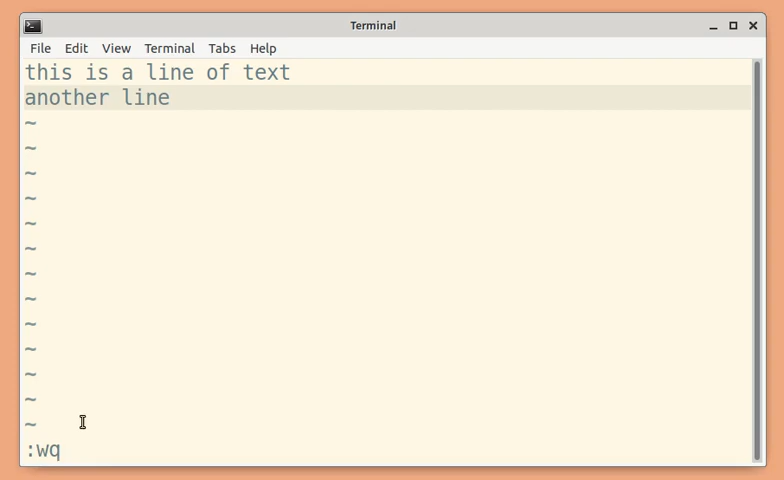 Terminal
File Edit View Terminal Tabs Help
this is a line of text
another line
~
~
~
~
~
~
~
~
~
~
~
~
~
:wq